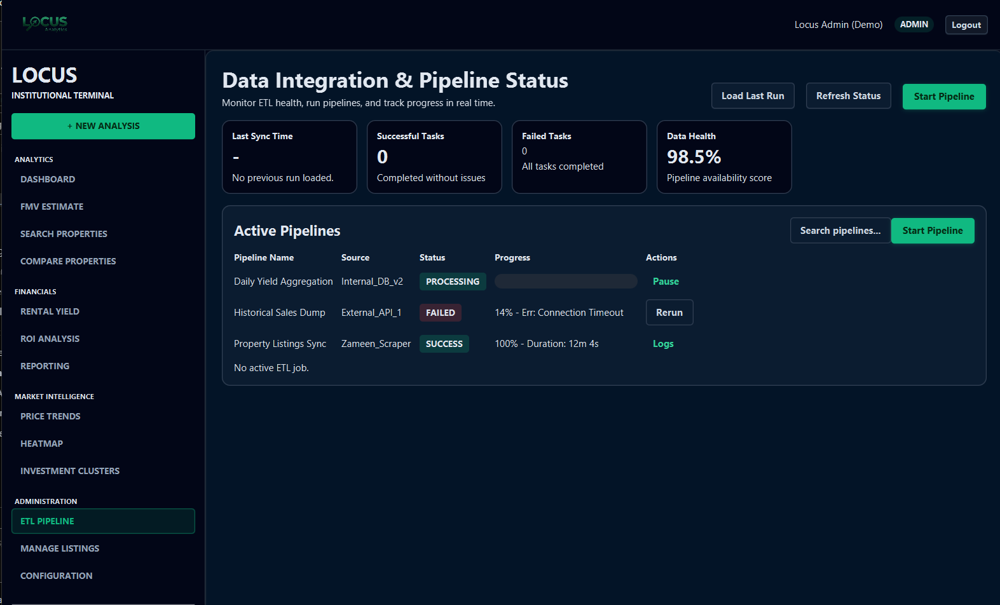 LOCUS
Analytics
Locus Admin (Demo)
ADMIN
Logout
LOCUS
INSTITUTIONAL TERMINAL
+ NEW ANALYSIS
ANALYTICS
DASHBOARD
FMV ESTIMATE
SEARCH PROPERTIES
COMPARE PROPERTIES
FINANCIALS
RENTAL YIELD
ROI ANALYSIS
REPORTING
MARKET INTELLIGENCE
PRICE TRENDS
HEATMAP
INVESTMENT CLUSTERS
ADMINISTRATION
ETL PIPELINE
MANAGE LISTINGS
CONFIGURATION
Data Integration & Pipeline Status
Monitor ETL health, run pipelines, and track progress in real time.
Load Last Run
Refresh Status
Start Pipeline
Last Sync Time
-
No previous run loaded.
Successful Tasks
0
Completed without issues
Failed Tasks
0
All tasks completed
Data Health
98.5%
Pipeline availability score
Active Pipelines
Search pipelines...
Start Pipeline
Pipeline Name Source Status Progress Actions
Daily Yield Aggregation Internal_DB_v2 PROCESSING Pause
Historical Sales Dump External_API_1 FAILED 14% - Err: Connection Timeout Rerun
Property Listings Sync Zameen_Scraper SUCCESS 100% - Duration: 12m 4s Logs
No active ETL job.